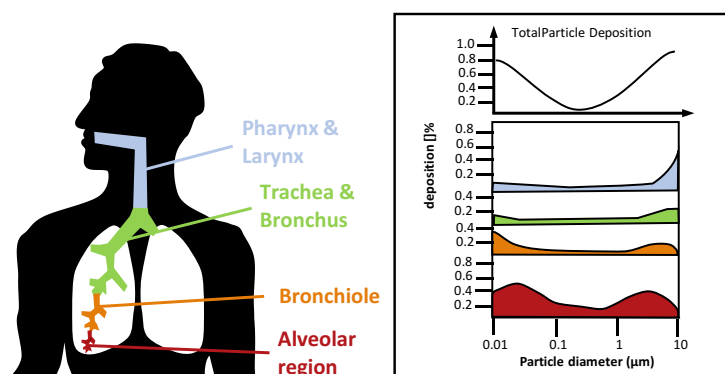 Pharynx &
Larynx
Trachea &
Bronchus
Bronchiole
Alveolar
region
TotalParticle Deposition
1.0
0.8
0.6
0.4
0.2
deposition []%
0.8
0.6
0.4
0.2
0.4
0.2
0.4
0.2
0.8
0.6
0.4
0.2
0.01
0.1
1
10
Particle diameter (µm)